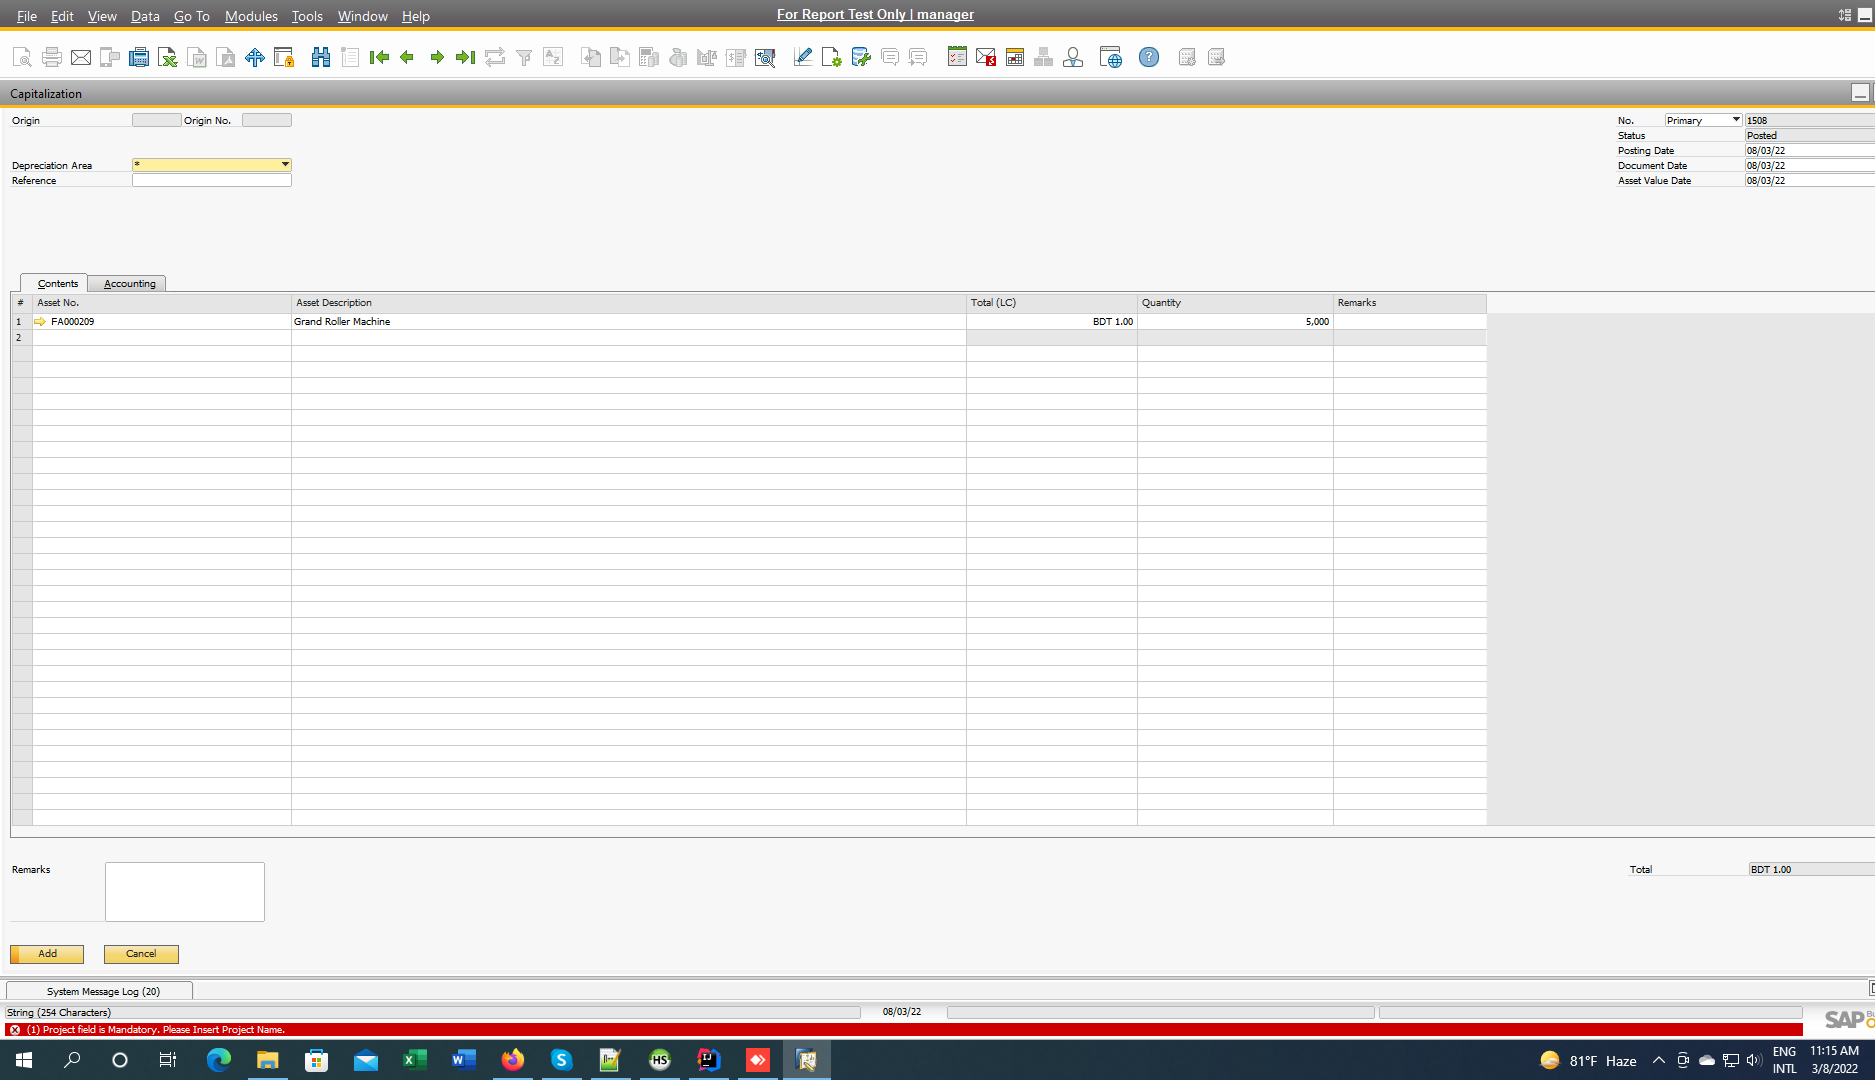 File Edit View Data Go To Modules Tools Window Help
For Report Test Only | manager
Capitalization
Origin
Origin No.
No. Primary 1508
Status Posted
Posting Date 08/03/22
Depreciation Area *
Document Date 08/03/22
Reference
Asset Value Date 08/03/22
Contents Accounting
# Asset No. Asset Description Total (LC) Quantity Remarks
1 FA000209 Grand Roller Machine BDT 1.00 5,000
2
Remarks
Total BDT 1.00
Add Cancel
System Message Log (20)
String (254 Characters) 08/03/22
(1) Project field is Mandatory. Please Insert Project Name.
SAP
81°F Haze
ENG
INTL
11:15 AM
3/8/2022